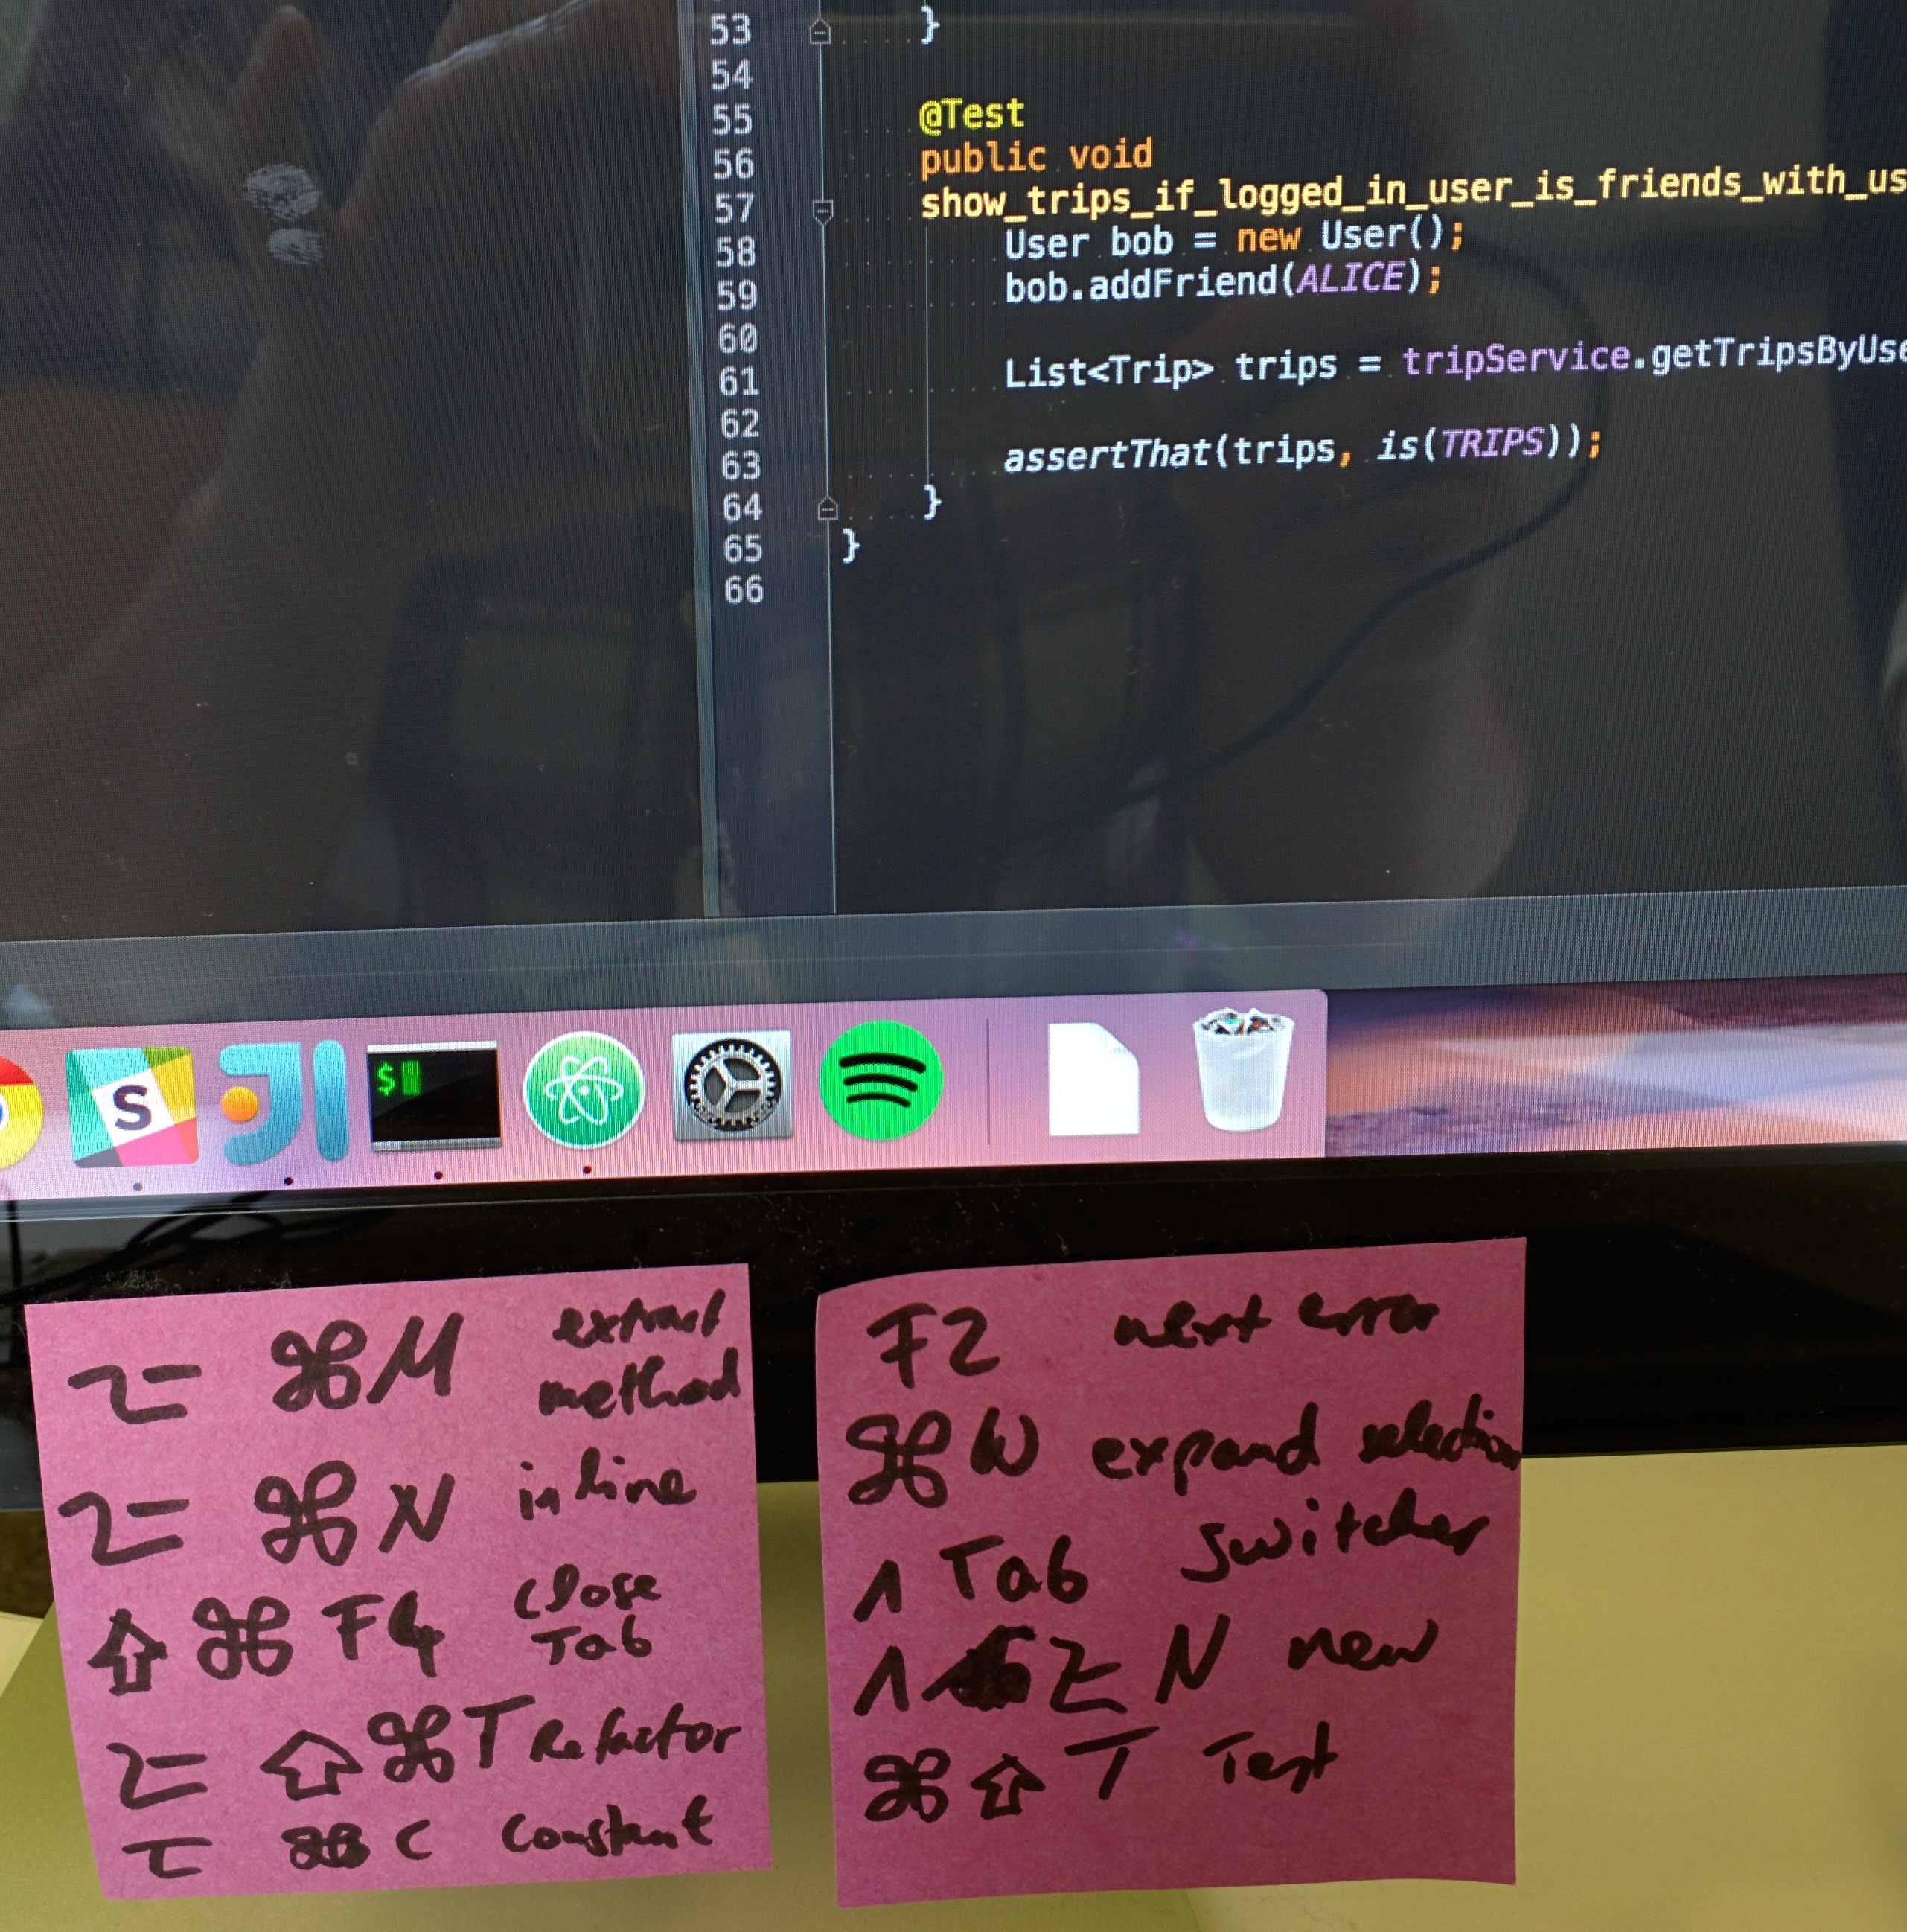 53 }
54
55 @Test
56 public void
57 show_trips_if_logged_in_user_is_friends_with_us
58 User bob = new User();
59 bob.addFriend(ALICE);
60
61 List<Trip> trips = tripService.getTripsByUse
62
63 assertThat(trips, is(TRIPS));
64 }
65 }
66
S
$
⌥ ⌘ M extract method
⌥ ⌘ N inline
⇧ ⌘ F4 Close Tab
⌥ ⇧ ⌘ T Refactor
⌥ ⌘ C Constant
F2 next error
⌘ W expand selection
^ Tab Switcher
^ ⌥ N new
⌘ ⇧ T Test